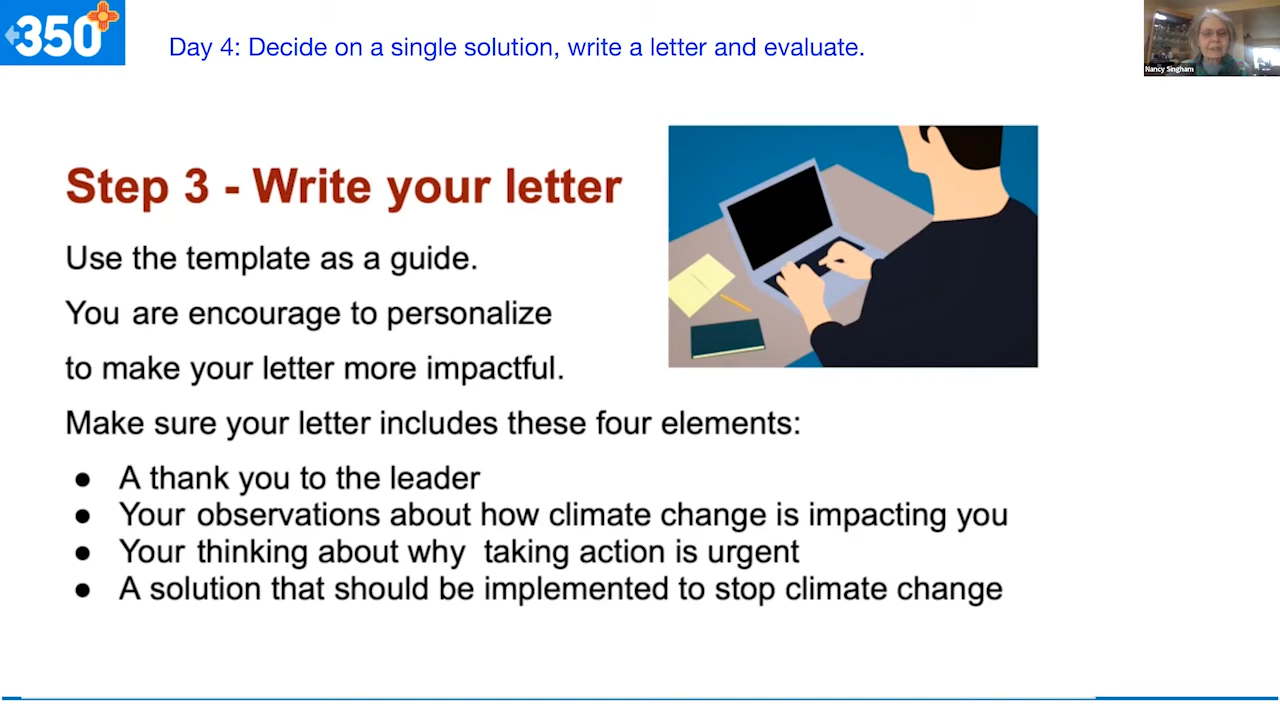 350
Day 4: Decide on a single solution, write a letter and evaluate.
Nancy Singham
Step 3 - Write your letter
Use the template as a guide.
You are encourage to personalize
to make your letter more impactful.
Make sure your letter includes these four elements:
● A thank you to the leader
● Your observations about how climate change is impacting you
● Your thinking about why taking action is urgent
● A solution that should be implemented to stop climate change